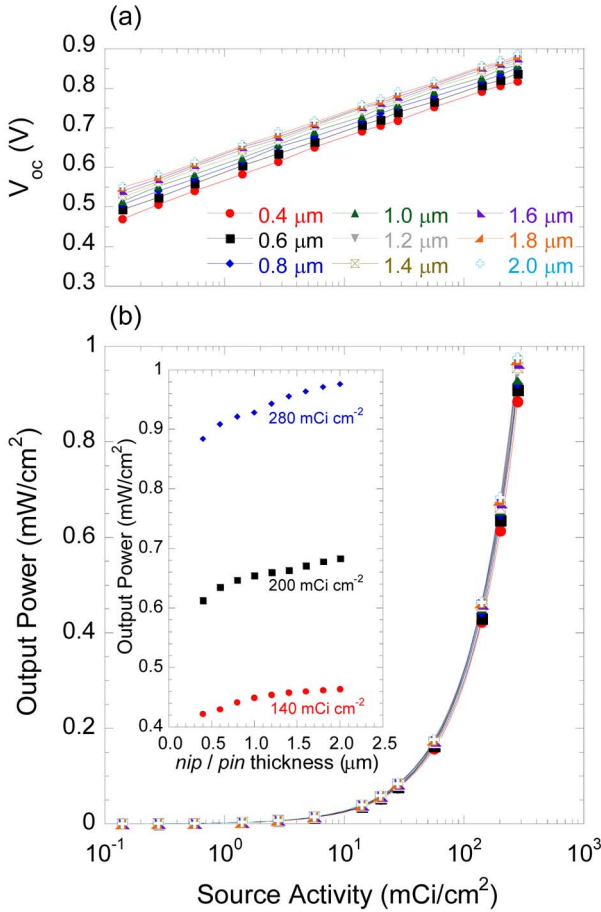 (a)
0.9
0.8
0.7
0.6
0.5
0.4
0.3
V_oc (V)
0.4 μm
0.6 μm
0.8 μm
1.0 μm
1.2 μm
1.4 μm
1.6 μm
1.8 μm
2.0 μm
(b)
1
0.8
0.6
0.4
0.2
0
Output Power (mW/cm²)
1
0.9
0.8
0.7
0.6
0.5
0.4
Output Power (mW/cm²)
280 mCi cm⁻²
200 mCi cm⁻²
140 mCi cm⁻²
0.0 0.5 1.0 1.5 2.0 2.5
nip / pin thickness (μm)
10⁻¹ 10⁰ 10¹ 10² 10³
Source Activity (mCi/cm²)